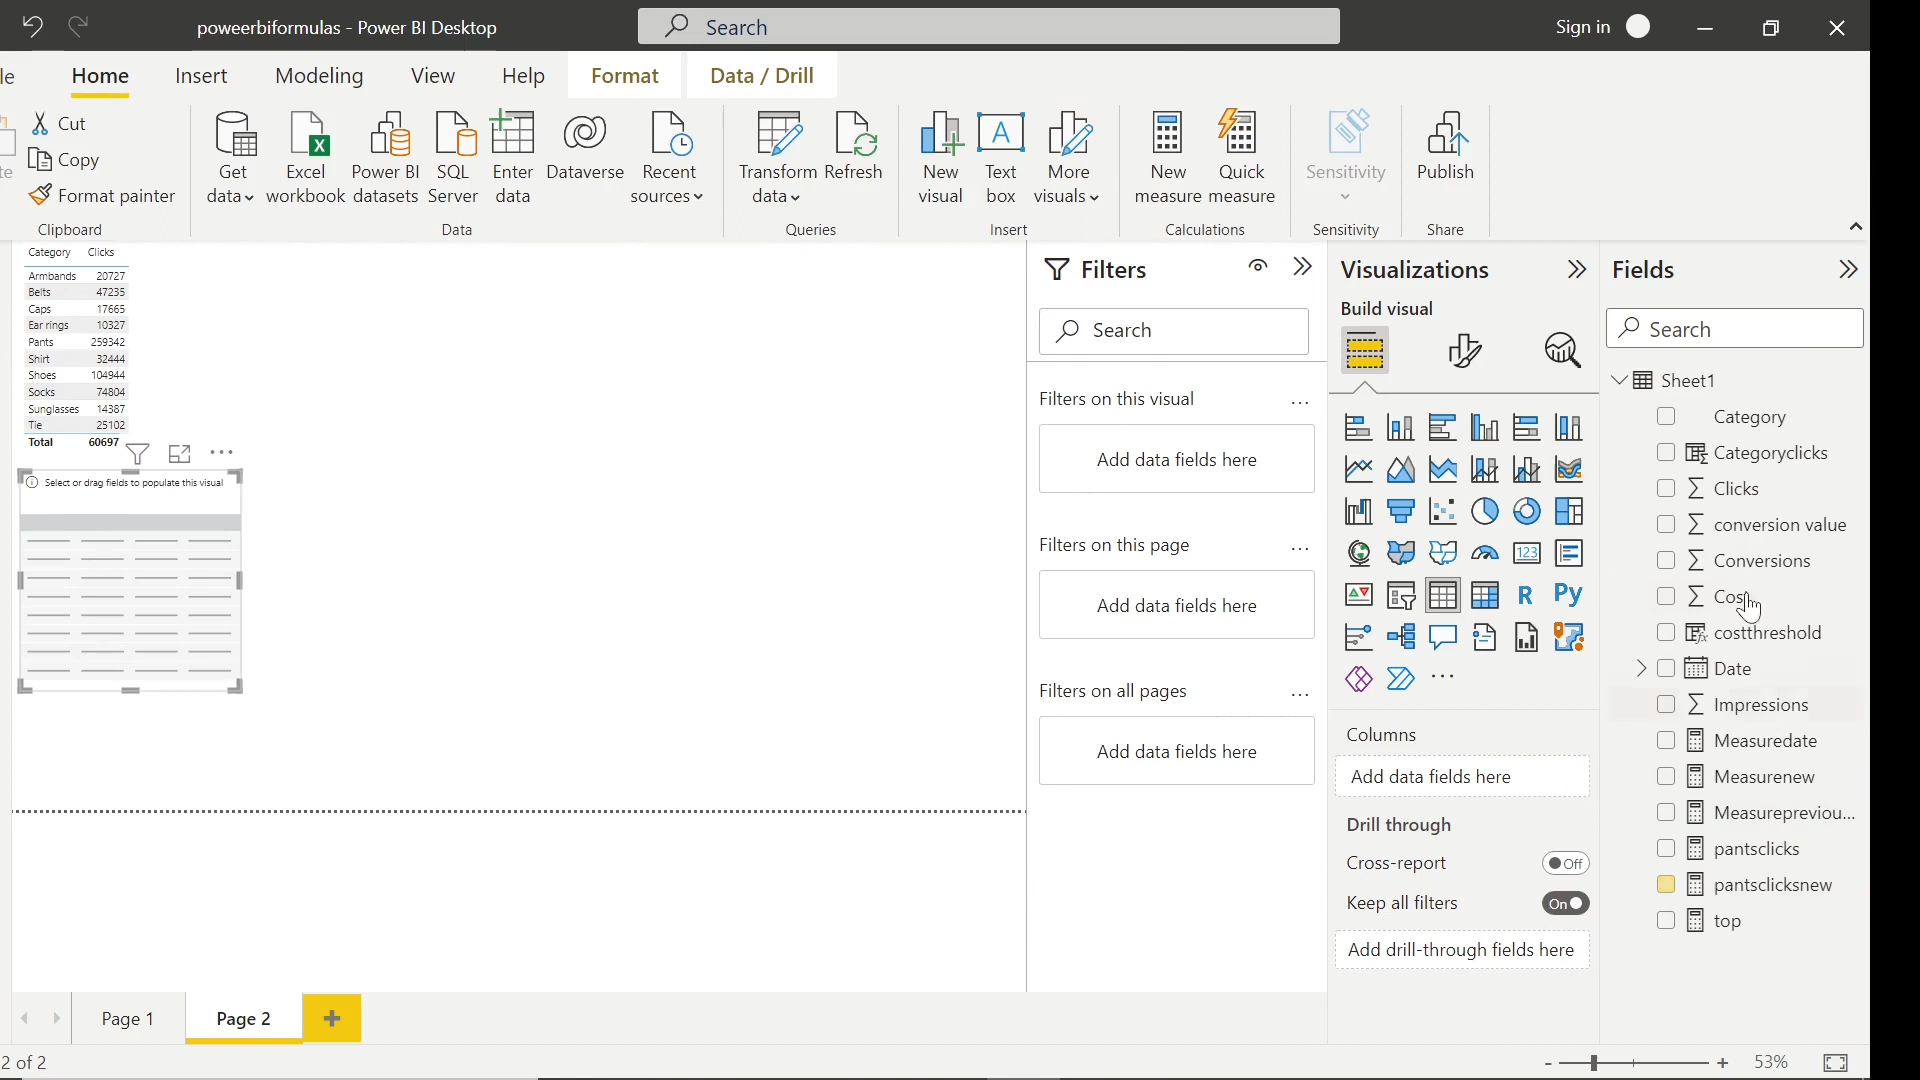 poweerbiformulas - Power BI Desktop
Search
Sign in
le
Home
Insert
Modeling
View
Help
Format
Data / Drill
Cut
Copy
Format painter
Clipboard
Get data
Excel workbook
Power BI datasets
SQL Server
Enter data
Dataverse
Recent sources
Data
Transform data
Refresh
Queries
New visual
Text box
More visuals
Insert
New measure
Quick measure
Calculations
Sensitivity
Sensitivity
Publish
Share
Category Clicks
Armbands 20727
Belts 47235
Caps 17665
Ear rings 10327
Pants 259342
Shirt 32444
Shoes 104944
Socks 74804
Sunglasses 14387
Tie 25102
Total 60697
Select or drag fields to populate this visual
Filters
Search
Filters on this visual
Add data fields here
Filters on this page
Add data fields here
Filters on all pages
Add data fields here
Visualizations
Build visual
123
R
Py
Columns
Add data fields here
Drill through
Cross-report
Off
Keep all filters
On
Add drill-through fields here
Fields
Search
Sheet1
Category
Categoryclicks
Clicks
conversion value
Conversions
Cost
costthreshold
Date
Impressions
Measuredate
Measurenew
Measurepreviou...
pantsclicks
pantsclicksnew
top
Page 1
Page 2
2 of 2
53%